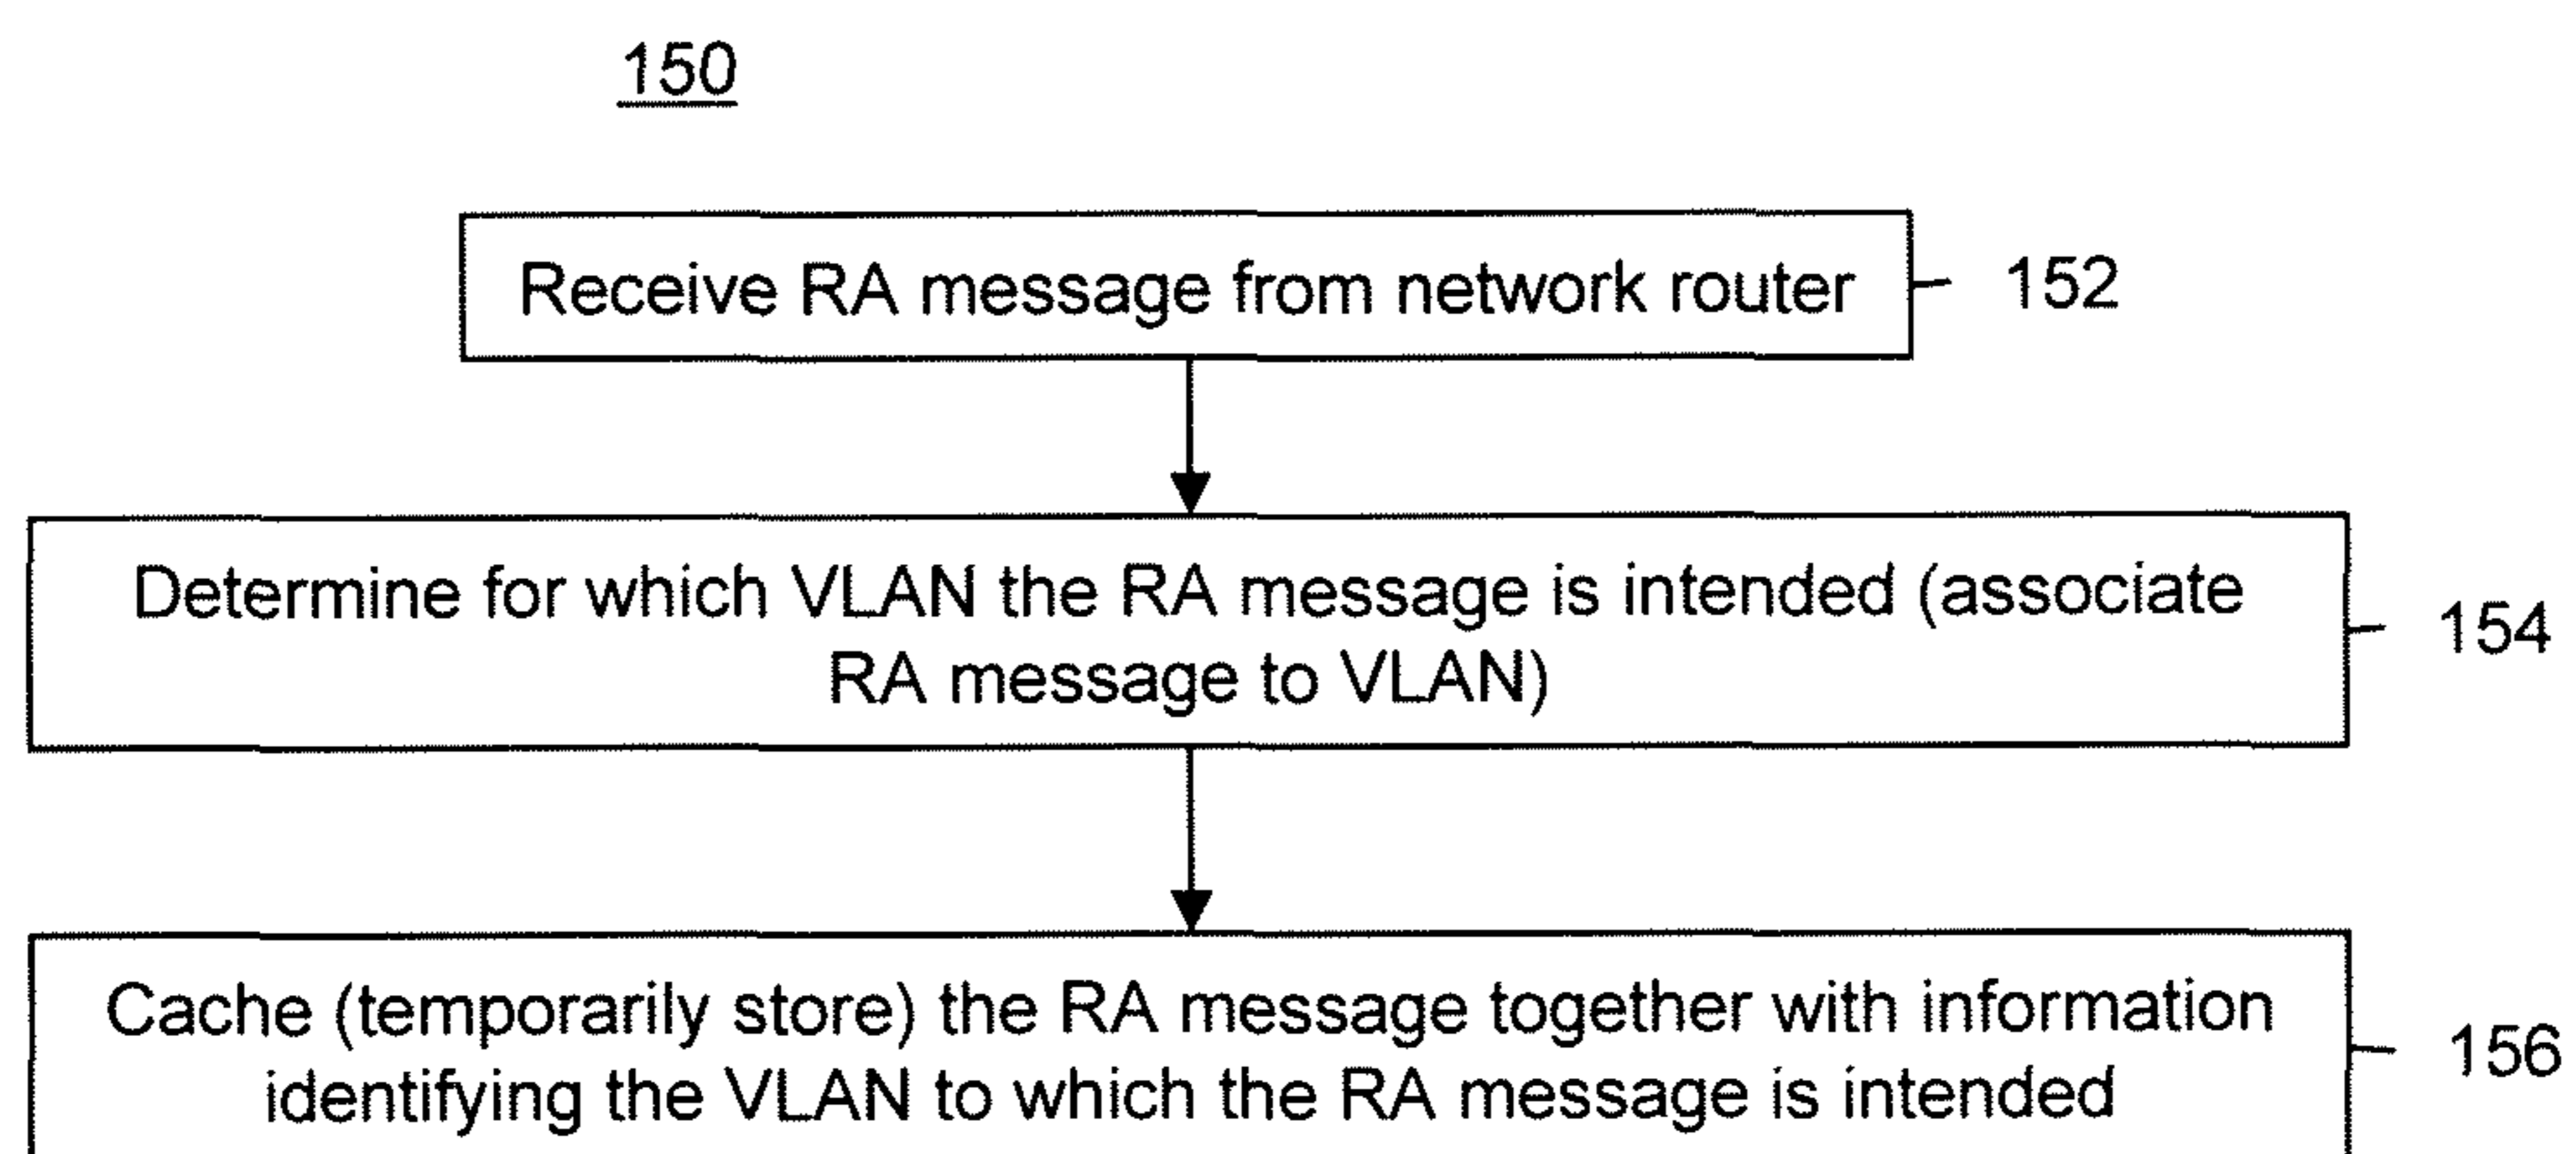 150
Receive RA message from network router
152
Determine for which VLAN the RA message is intended (associate
RA message to VLAN)
154
Cache (temporarily store) the RA message together with information
identifying the VLAN to which the RA message is intended
156